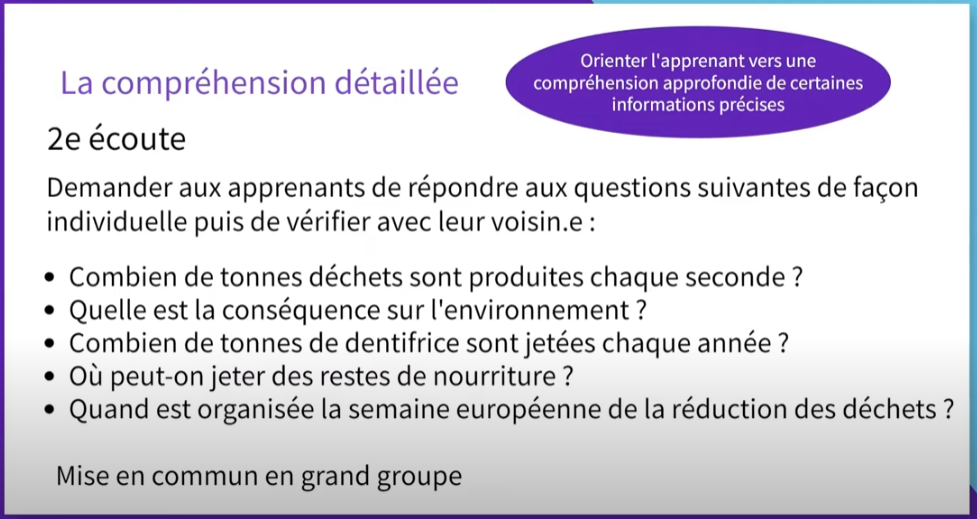 La compréhension détaillée
Orienter l'apprenant vers une
compréhension approfondie de certaines
informations précises
2e écoute
Demander aux apprenants de répondre aux questions suivantes de façon
individuelle puis de vérifier avec leur voisin.e :
• Combien de tonnes déchets sont produites chaque seconde ?
• Quelle est la conséquence sur l'environnement ?
• Combien de tonnes de dentifrice sont jetées chaque année ?
• Où peut-on jeter des restes de nourriture ?
• Quand est organisée la semaine européenne de la réduction des déchets ?
Mise en commun en grand groupe